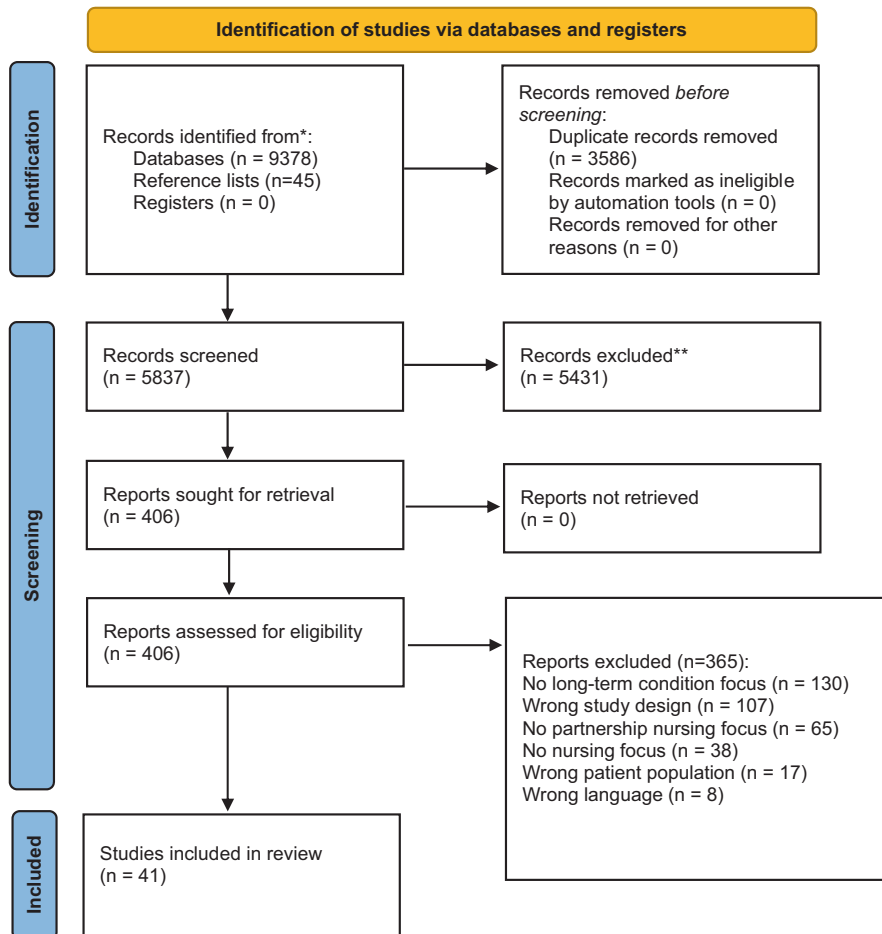 Identification of studies via databases and registers
Identification
Records identified from*:
Databases (n = 9378)
Reference lists (n=45)
Registers (n = 0)
Records removed before
screening:
Duplicate records removed
(n = 3586)
Records marked as ineligible
by automation tools (n = 0)
Records removed for other
reasons (n = 0)
Screening
Records screened
(n = 5837)
Records excluded**
(n = 5431)
Reports sought for retrieval
(n = 406)
Reports not retrieved
(n = 0)
Reports assessed for eligibility
(n = 406)
Reports excluded (n=365):
No long-term condition focus (n = 130)
Wrong study design (n = 107)
No partnership nursing focus (n = 65)
No nursing focus (n = 38)
Wrong patient population (n = 17)
Wrong language (n = 8)
Included
Studies included in review
(n = 41)